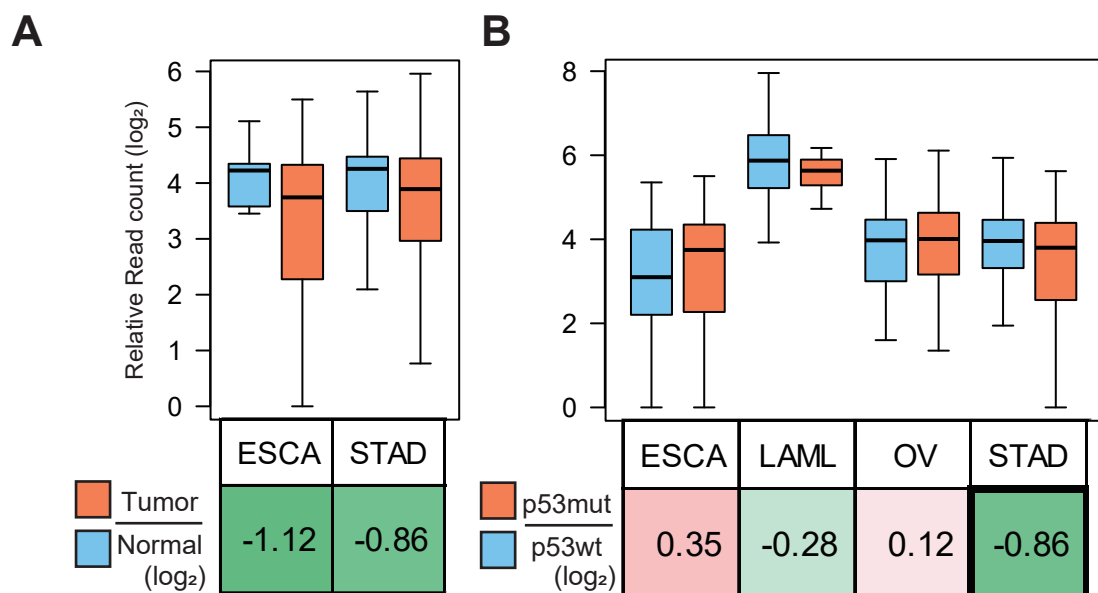 A
Relative Read count (log₂)
6
5
4
3
2
1
0
ESCA STAD
Tumor
Normal
(log₂)
-1.12 -0.86
B
8
6
4
2
0
ESCA LAML OV STAD
p53mut
p53wt
(log₂)
0.35 -0.28 0.12 -0.86